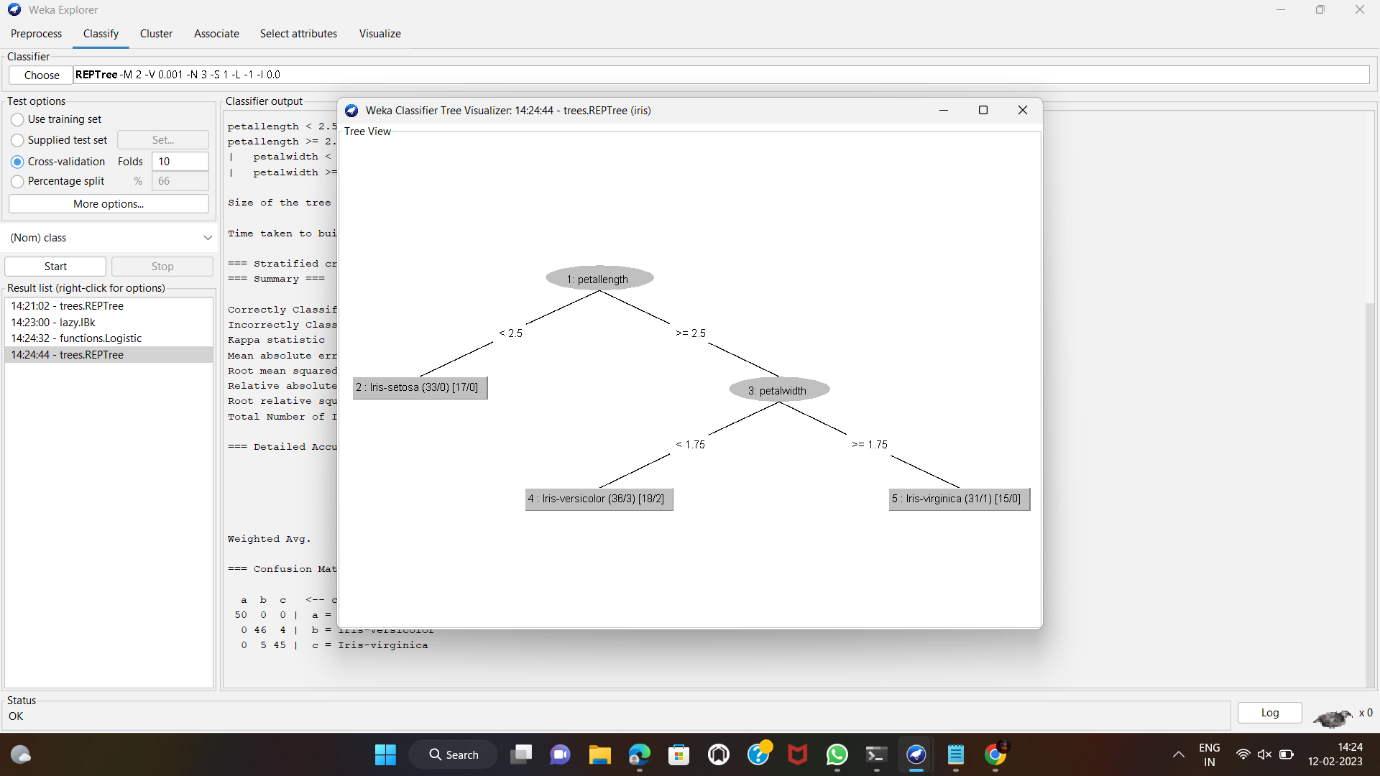 Weka Explorer
Preprocess Classify Cluster Associate Select attributes Visualize
Classifier
Choose REPTree -M 2 -V 0.001 -N 3 -S 1 -L -1 -I 0.0
Test options
Use training set
Supplied test set Set...
Cross-validation Folds 10
Percentage split % 66
More options...
(Nom) class
Start Stop
Result list (right-click for options)
14:21:02 - trees.REPTree
14:23:00 - lazy.IBk
14:24:32 - functions.Logistic
14:24:44 - trees.REPTree
Classifier output
petallength < 2.5
petallength >= 2.
| petalwidth <
| petalwidth >=
Size of the tree
Time taken to bui
=== Stratified cr
=== Summary ===
Correctly Classif
Incorrectly Class
Kappa statistic
Mean absolute err
Root mean squared
Relative absolute
Root relative squ
Total Number of I
=== Detailed Accu
Weighted Avg.
=== Confusion Mat
a b c <-- c
50 0 0 | a =
0 46 4 | b = Iris-versicolor
0 5 45 | c = Iris-virginica
Weka Classifier Tree Visualizer: 14:24:44 - trees.REPTree (iris)
Tree View
1: petallength
< 2.5 >= 2.5
2 : Iris-setosa (33/0) [17/0]
3: petalwidth
< 1.75 >= 1.75
4 : Iris-versicolor (36/3) [18/2]
5 : Iris-virginica (31/1) [15/0]
Status
OK
Log
x 0
Search
ENG
IN
14:24
12-02-2023